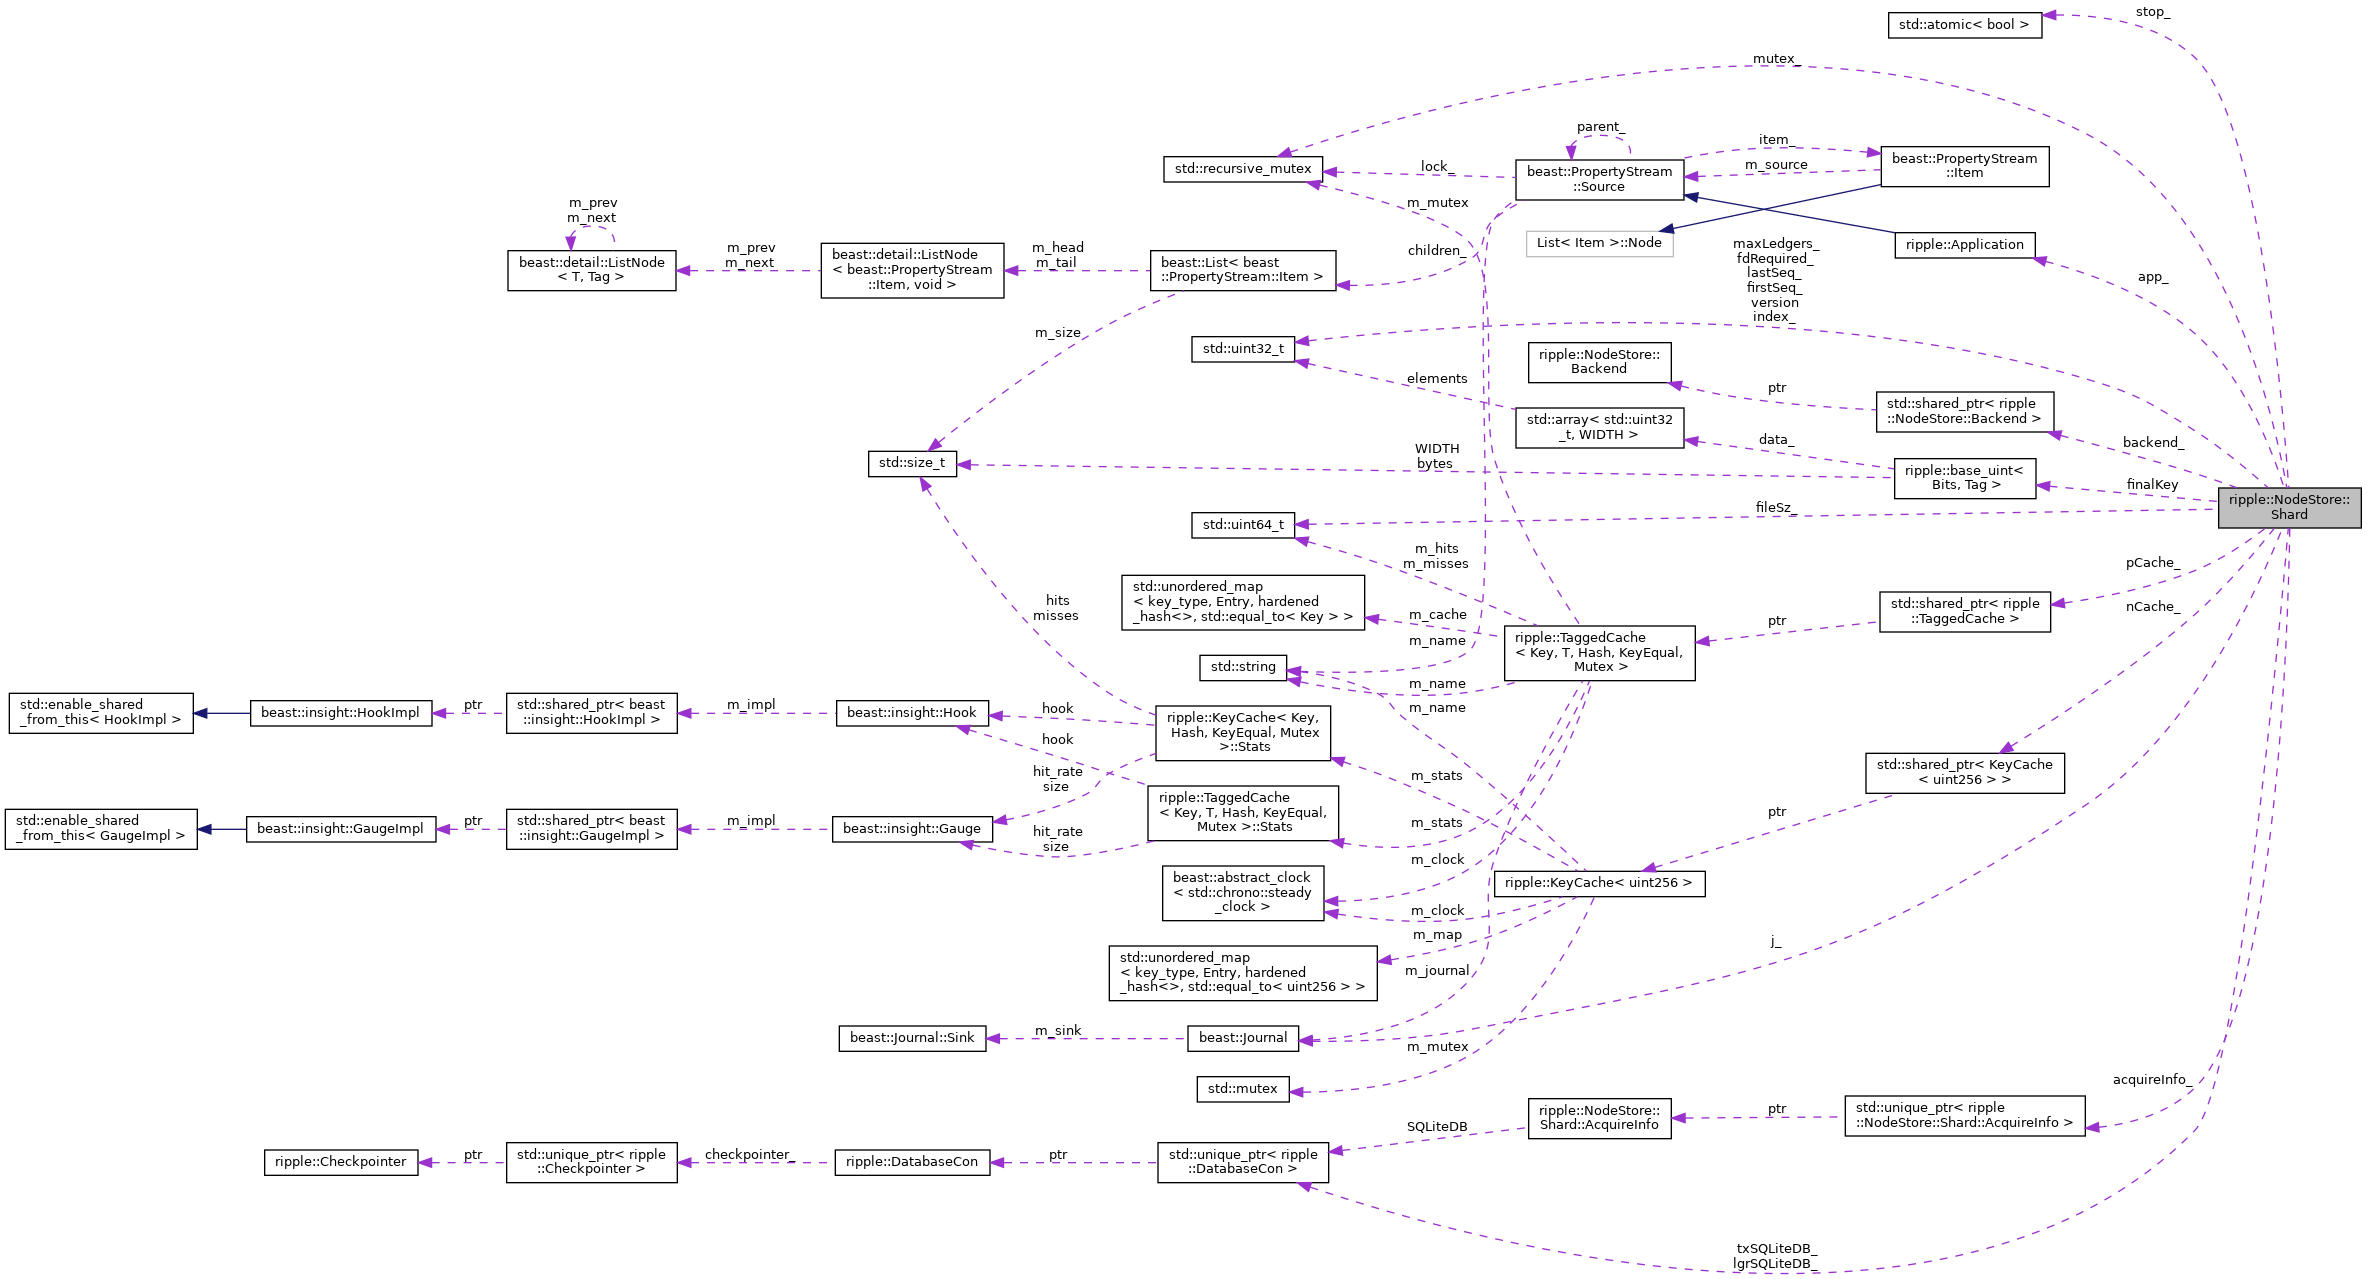 stop_
std::atomic< bool >
mutex_
parent_
item_
m_source
lock_
std::recursive_mutex
beast::PropertyStream
::Source
beast::PropertyStream
::Item
m_mutex
m_prev
m_next
List< Item >::Node
ripple::Application
beast::detail::ListNode
< T, Tag >
m_prev
m_next
beast::detail::ListNode
< beast::PropertyStream
::Item, void >
m_head
m_tail
beast::List< beast
::PropertyStream::Item >
children_
maxLedgers_
fdRequired_
lastSeq_
firstSeq_
version
index_
app_
m_size
std::uint32_t
ripple::NodeStore::
Backend
elements
ptr
std::shared_ptr< ripple
::NodeStore::Backend >
std::array< std::uint32
_t, WIDTH >
data_
backend_
WIDTH
bytes
std::size_t
ripple::base_uint<
Bits, Tag >
finalKey
ripple::NodeStore::
Shard
fileSz_
std::uint64_t
m_hits
m_misses
pCache_
std::unordered_map
< key_type, Entry, hardened
_hash<>, std::equal_to< Key > >
hits
misses
m_cache
nCache_
std::shared_ptr< ripple
::TaggedCache >
ptr
m_name
ripple::TaggedCache
< Key, T, Hash, KeyEqual,
Mutex >
std::string
m_name
m_name
std::enable_shared
_from_this< HookImpl >
beast::insight::HookImpl
ptr
std::shared_ptr< beast
::insight::HookImpl >
m_impl
beast::insight::Hook
hook
hook
ripple::KeyCache< Key,
Hash, KeyEqual, Mutex
>::Stats
hit_rate
size
m_stats
std::shared_ptr< KeyCache
< uint256 > >
ripple::TaggedCache
< Key, T, Hash, KeyEqual,
Mutex >::Stats
std::enable_shared
_from_this< GaugeImpl >
beast::insight::GaugeImpl
ptr
std::shared_ptr< beast
::insight::GaugeImpl >
m_impl
beast::insight::Gauge
hit_rate
size
m_stats
ptr
m_clock
beast::abstract_clock
< std::chrono::steady
_clock >
ripple::KeyCache< uint256 >
m_clock
m_map
j_
std::unordered_map
< key_type, Entry, hardened
_hash<>, std::equal_to< uint256 > >
m_journal
beast::Journal::Sink
m_sink
beast::Journal
m_mutex
std::mutex
acquireInfo_
ripple::NodeStore::
Shard::AcquireInfo
ptr
std::unique_ptr< ripple
::NodeStore::Shard::AcquireInfo >
SQLiteDB
ripple::Checkpointer
ptr
std::unique_ptr< ripple
::Checkpointer >
checkpointer_
ripple::DatabaseCon
ptr
std::unique_ptr< ripple
::DatabaseCon >
txSQLiteDB_
lgrSQLiteDB_